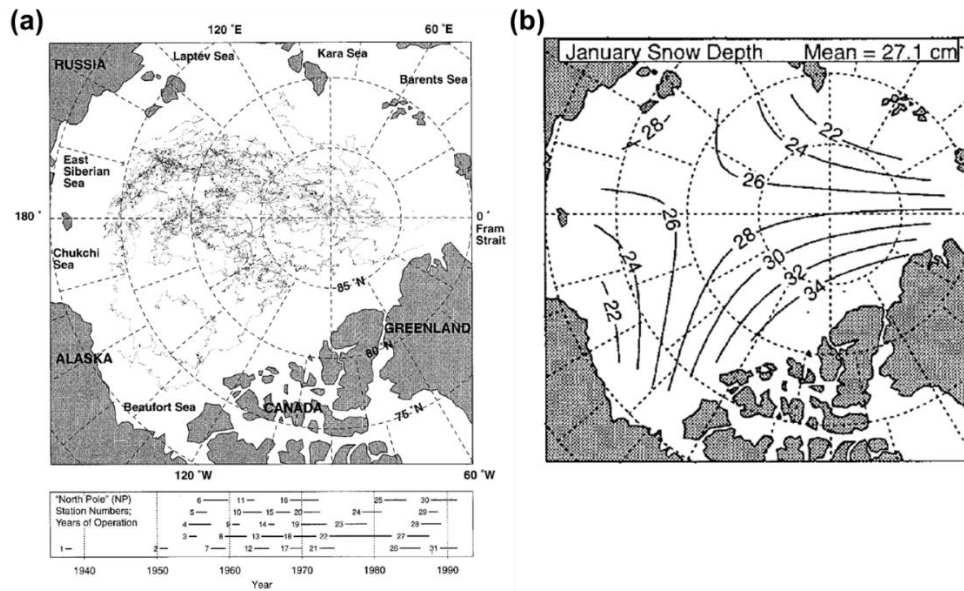 (a)
120 ˚E
60 ˚E
RUSSIA
Laptev Sea
Kara Sea
Barents Sea
East
Siberian
Sea
180˚
0˚
Fram
Strait
Chukchi
Sea
85 ˚N
GREENLAND
ALASKA
80 ˚N
Beaufort Sea
CANADA
75 ˚N
120 ˚W
60 ˚W
"North Pole" (NP)
Station Numbers;
Years of Operation
6 11 16 25 30
5 10 15 20 24 29
4 9 14 19 23 28
3 8 13 18 22 27
1 2 7 12 17 21 26 31
1940 1950 1960 1970 1980 1990
Year
(b)
January Snow Depth Mean = 27.1 cm
28
22
24
26
26
28
24
30
22
32
34